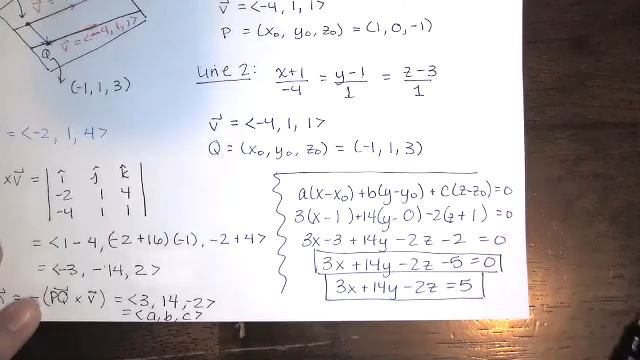 v = <-4, 1, 1>
v = <-4, 1, 1>
P = (x₀, y₀, z₀) = (1, 0, -1)
Q
(-1, 1, 3)
Line 2: x+1/-4 = y-1/1 = z-3/1
= <-2, 1, 4>
v = <-4, 1, 1>
Q = (x₀, y₀, z₀) = (-1, 1, 3)
x v = | i j k |
-2 1 4
-4 1 1
= <1-4, (-2+16)(-1), -2+4>
= <-3, -14, 2>
= -(PQ x v) = <3, 14, -2>
= <a, b, c>
a(x-x₀)+b(y-y₀)+c(z-z₀)=0
3(x-1)+14(y-0)-2(z+1)=0
3x-3+14y-2z-2=0
3x+14y-2z-5=0
3x+14y-2z=5